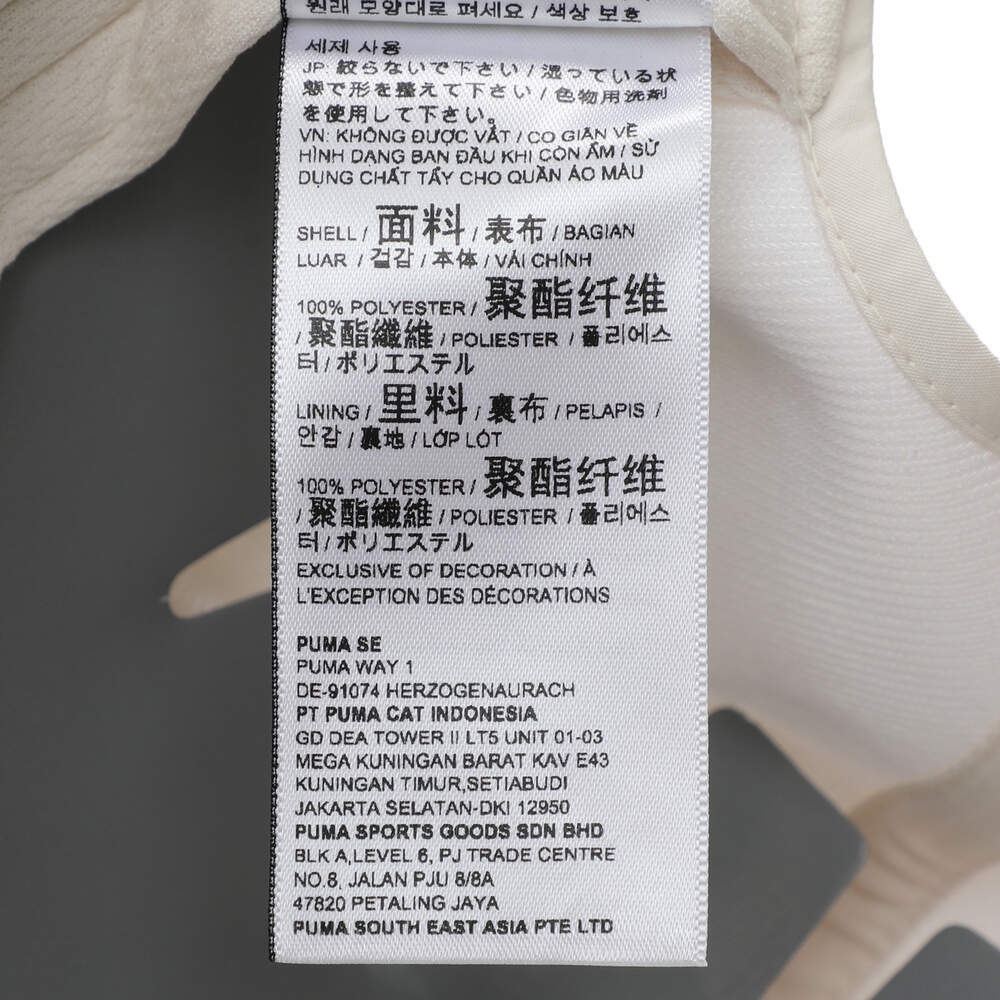 원래 모양대로 펴세요 / 색상 보호
세제 사용
JP: 絞らないで下さい / 湿っている状
態で形を整えて下さい / 色物用洗剤
を使用して下さい。
VN: KHÔNG ĐƯỢC VẮT / CO GIÃN VỀ
HÌNH DẠNG BAN ĐẦU KHI CÒN ẨM / SỬ
DỤNG CHẤT TẨY CHO QUẦN ÁO MÀU
SHELL / 面料 / 表布 / BAGIAN
LUAR / 겉감 / 本体 / VẢI CHÍNH
100% POLYESTER / 聚酯纤维
/ 聚酯纖維 / POLIESTER / 폴리에스
터 / ポリエステル
LINING / 里料 / 裏布 / PELAPIS /
안감 / 裏地 / LỚP LÓT
100% POLYESTER / 聚酯纤维
/ 聚酯纖維 / POLIESTER / 폴리에스
터 / ポリエステル
EXCLUSIVE OF DECORATION / À
L'EXCEPTION DES DÉCORATIONS
PUMA SE
PUMA WAY 1
DE-91074 HERZOGENAURACH
PT PUMA CAT INDONESIA
GD DEA TOWER II LT5 UNIT 01-03
MEGA KUNINGAN BARAT KAV E43
KUNINGAN TIMUR,SETIABUDI
JAKARTA SELATAN-DKI 12950
PUMA SPORTS GOODS SDN BHD
BLK A,LEVEL 6, PJ TRADE CENTRE
NO.8, JALAN PJU 8/8A
47820 PETALING JAYA
PUMA SOUTH EAST ASIA PTE LTD